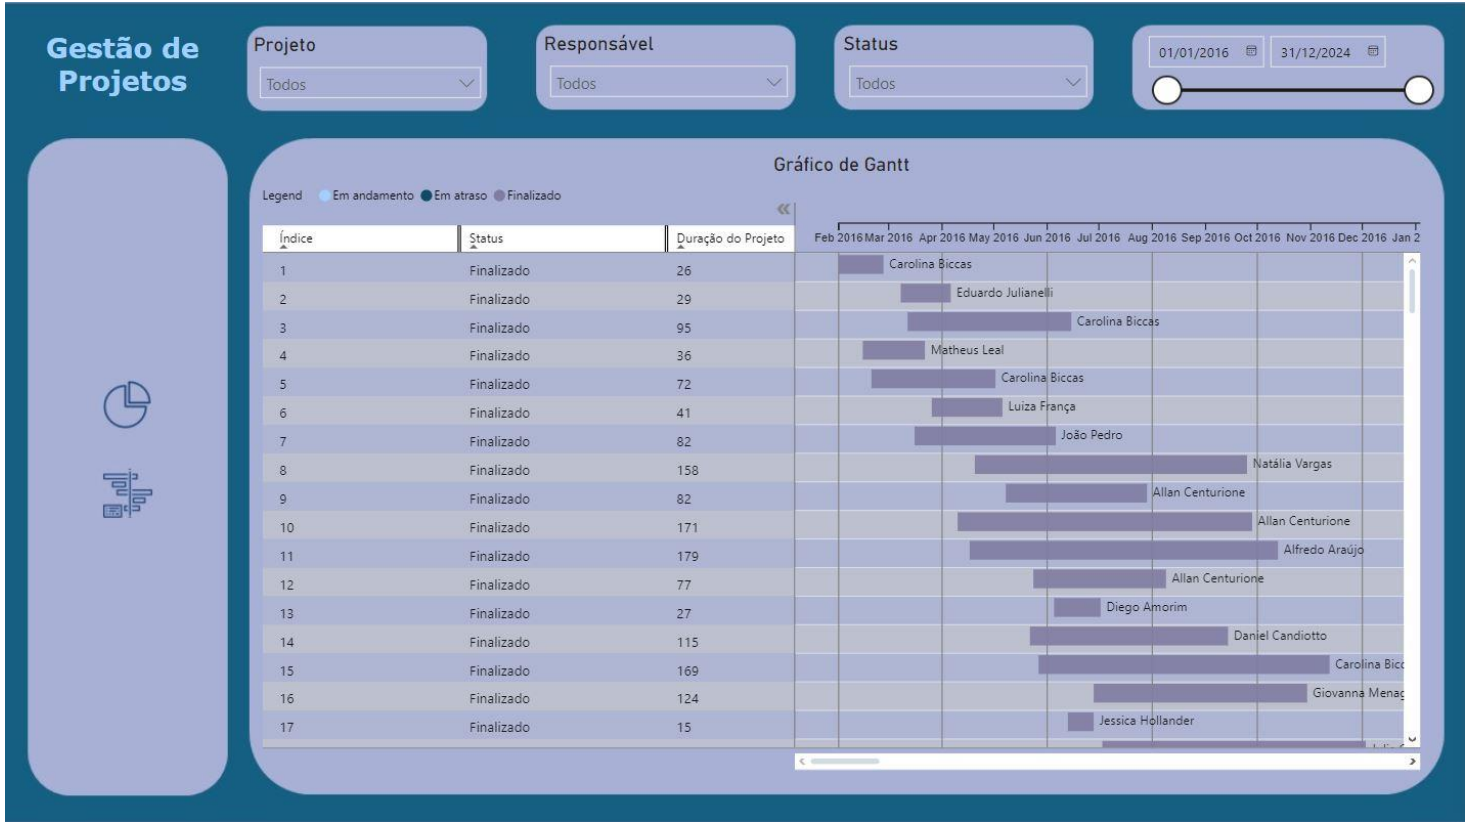 Gestão de
Projetos
Projeto
Todos
Responsável
Todos
Status
Todos
01/01/2016 31/12/2024
Gráfico de Gantt
Legend Em andamento Em atraso Finalizado
Índice Status Duração do Projeto
Feb 2016 Mar 2016 Apr 2016 May 2016 Jun 2016 Jul 2016 Aug 2016 Sep 2016 Oct 2016 Nov 2016 Dec 2016 Jan 2
1 Finalizado 26 Carolina Biccas
2 Finalizado 29 Eduardo Julianelli
3 Finalizado 95 Carolina Biccas
4 Finalizado 36 Matheus Leal
5 Finalizado 72 Carolina Biccas
6 Finalizado 41 Luiza França
7 Finalizado 82 João Pedro
8 Finalizado 158 Natália Vargas
9 Finalizado 82 Allan Centurione
10 Finalizado 171 Allan Centurione
11 Finalizado 179 Alfredo Araújo
12 Finalizado 77 Allan Centurione
13 Finalizado 27 Diego Amorim
14 Finalizado 115 Daniel Candiotto
15 Finalizado 169 Carolina Bicc
16 Finalizado 124 Giovanna Menag
17 Finalizado 15 Jessica Hollander